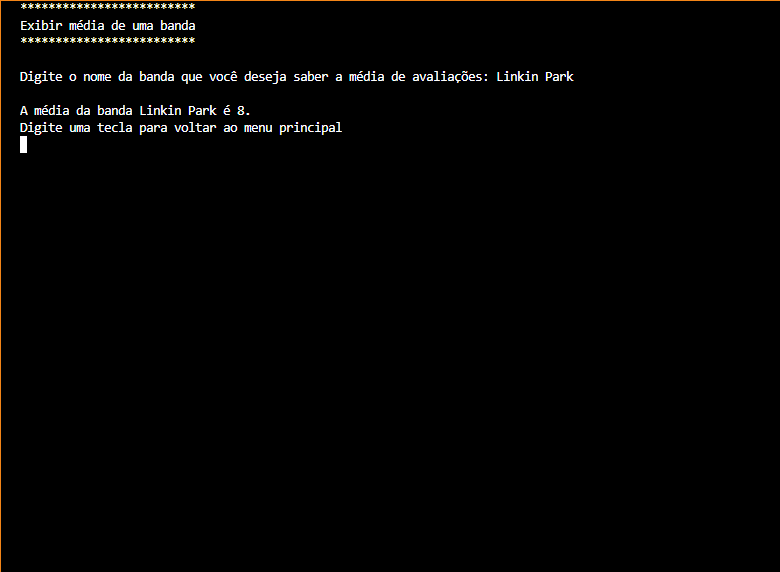 *************************
Exibir média de uma banda
*************************
Digite o nome da banda que você deseja saber a média de avaliações: Linkin Park
A média da banda Linkin Park é 8.
Digite uma tecla para voltar ao menu principal